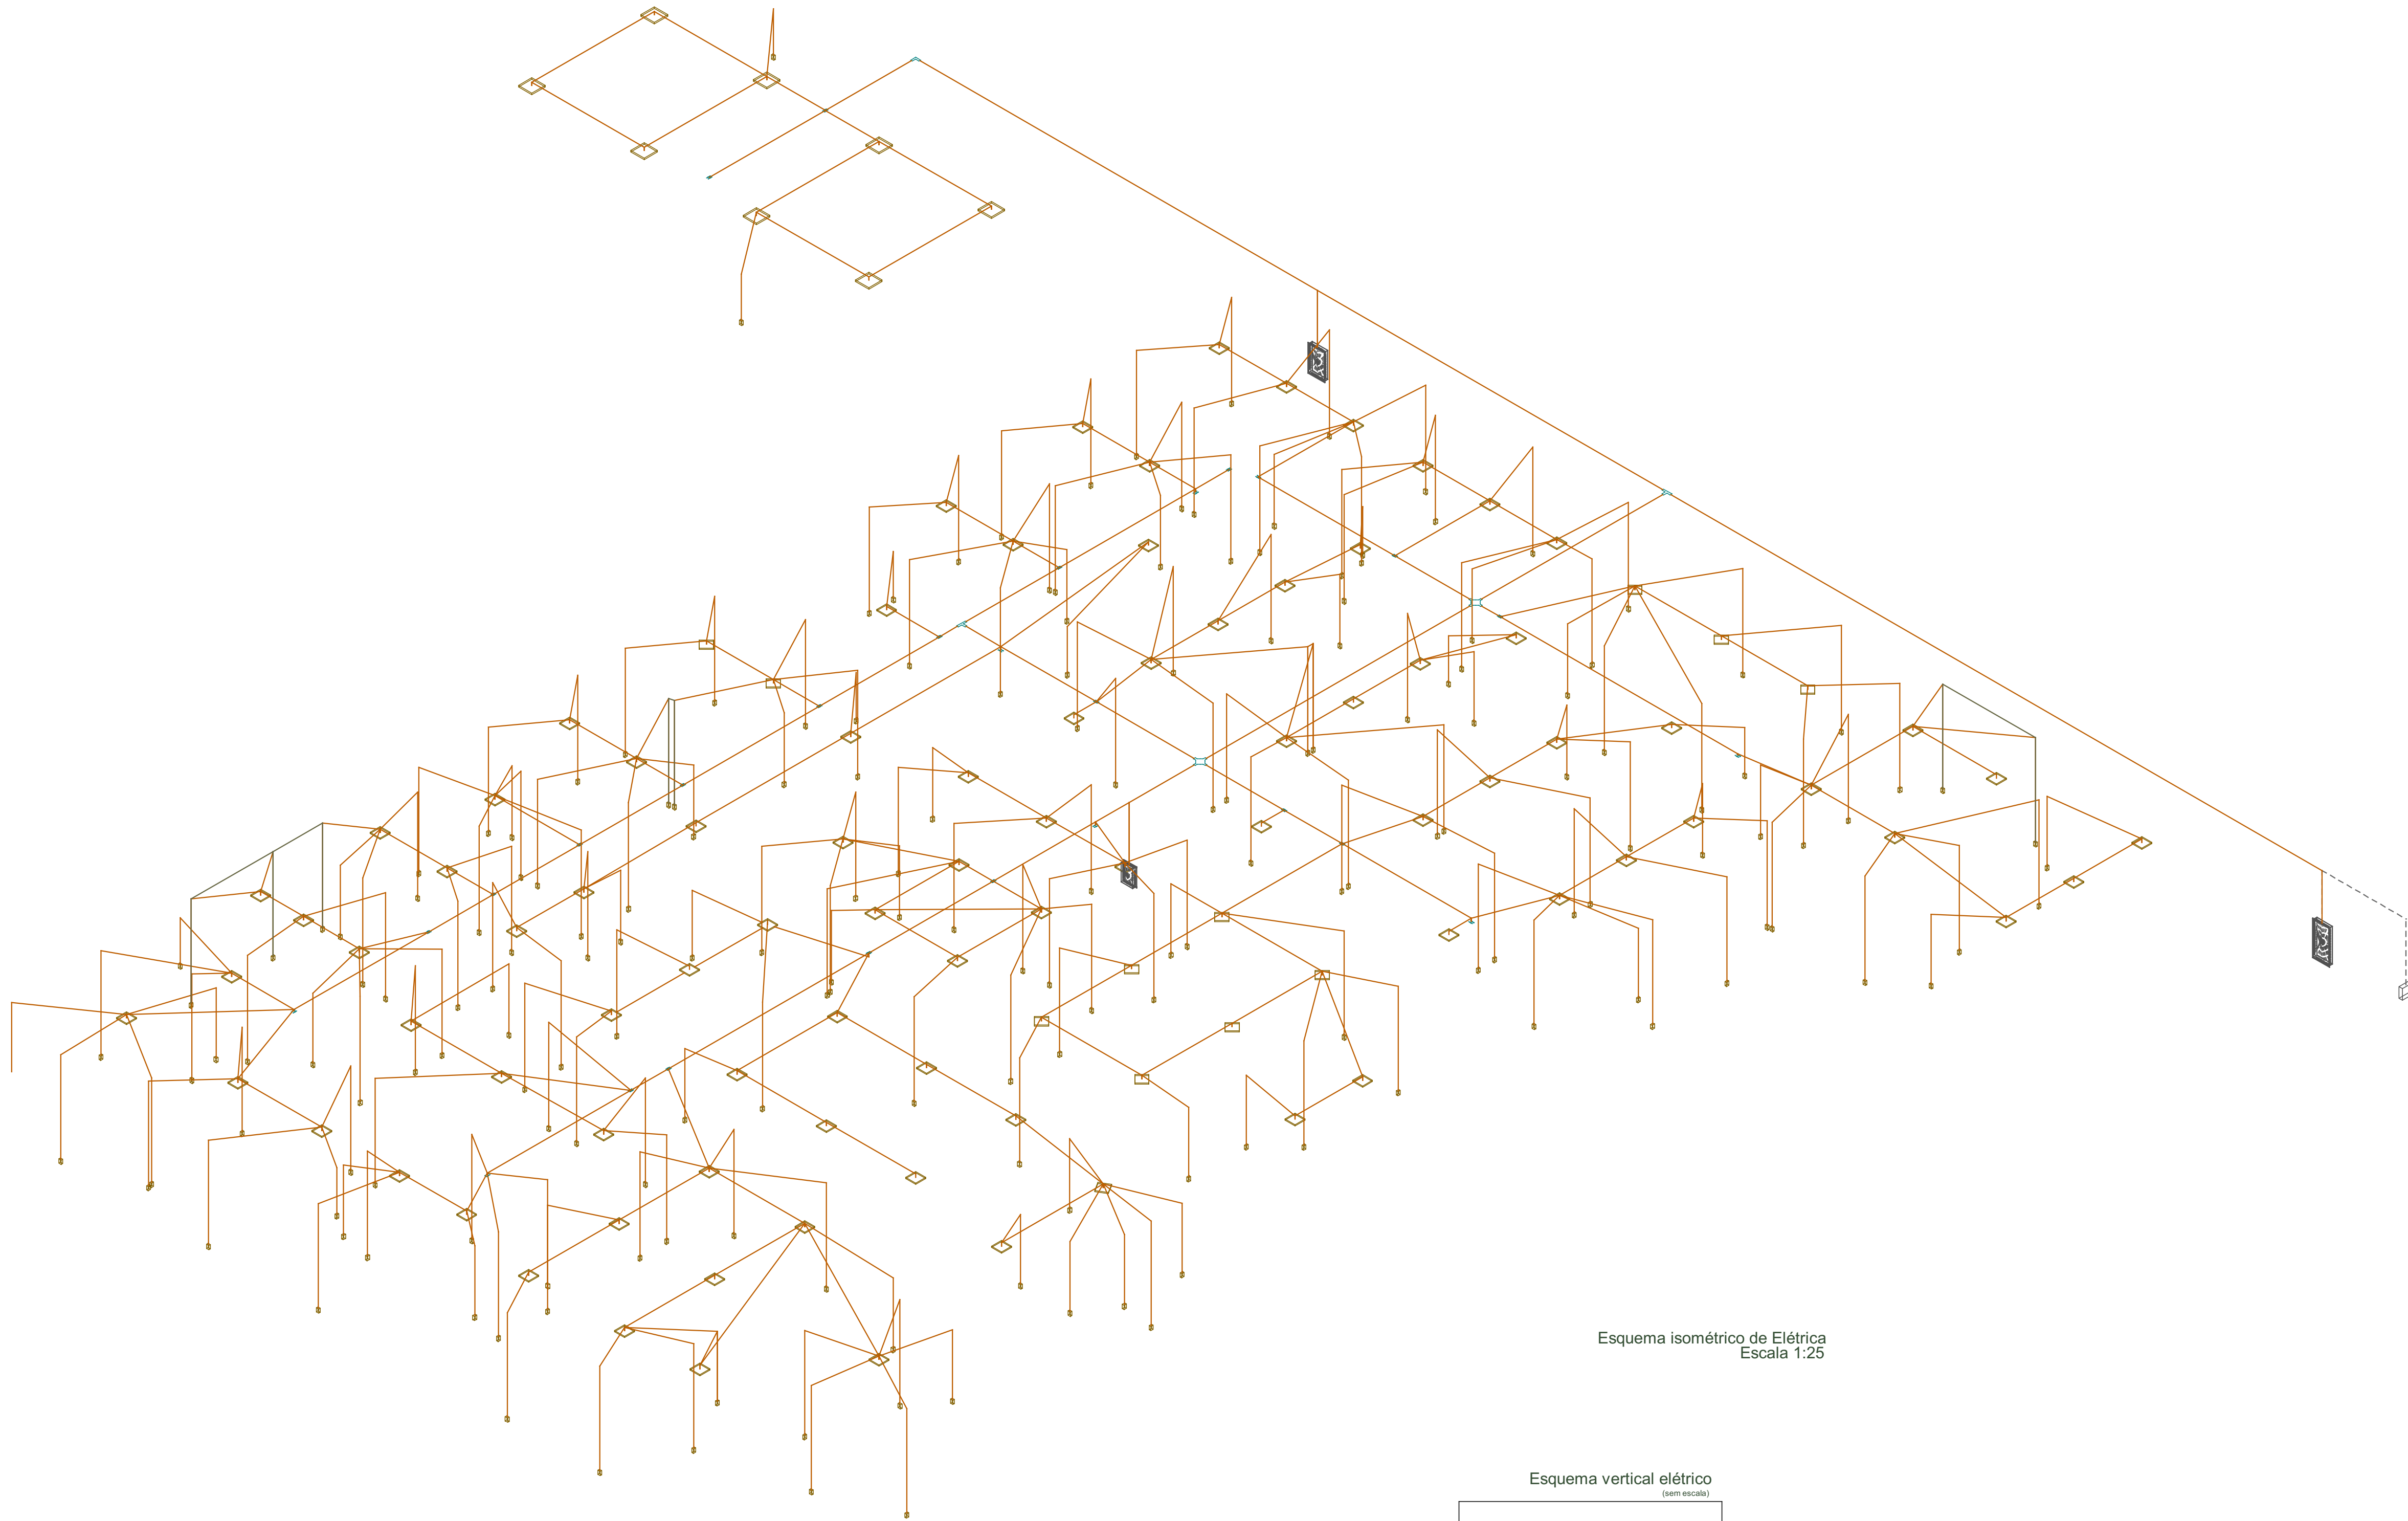 Esquema isométrico de Elétrica
Escala 1:25
Esquema vertical elétrico
(sem escala)